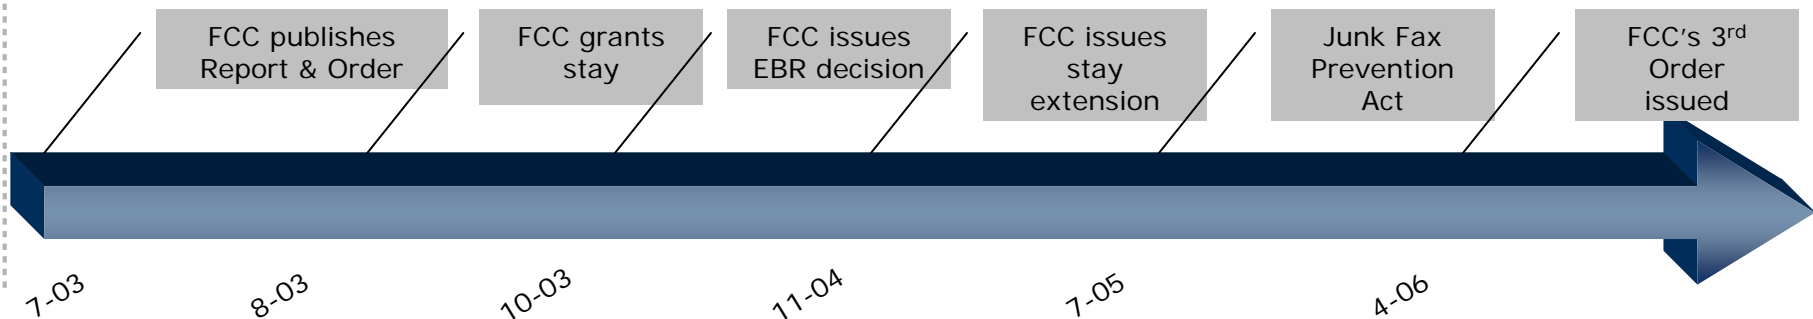 FCC publishes
Report & Order
FCC grants
stay
FCC issues
EBR decision
FCC issues
stay
extension
Junk Fax
Prevention
Act
FCC's 3rd
Order
issued
7-03
8-03
10-03
11-04
7-05
4-06